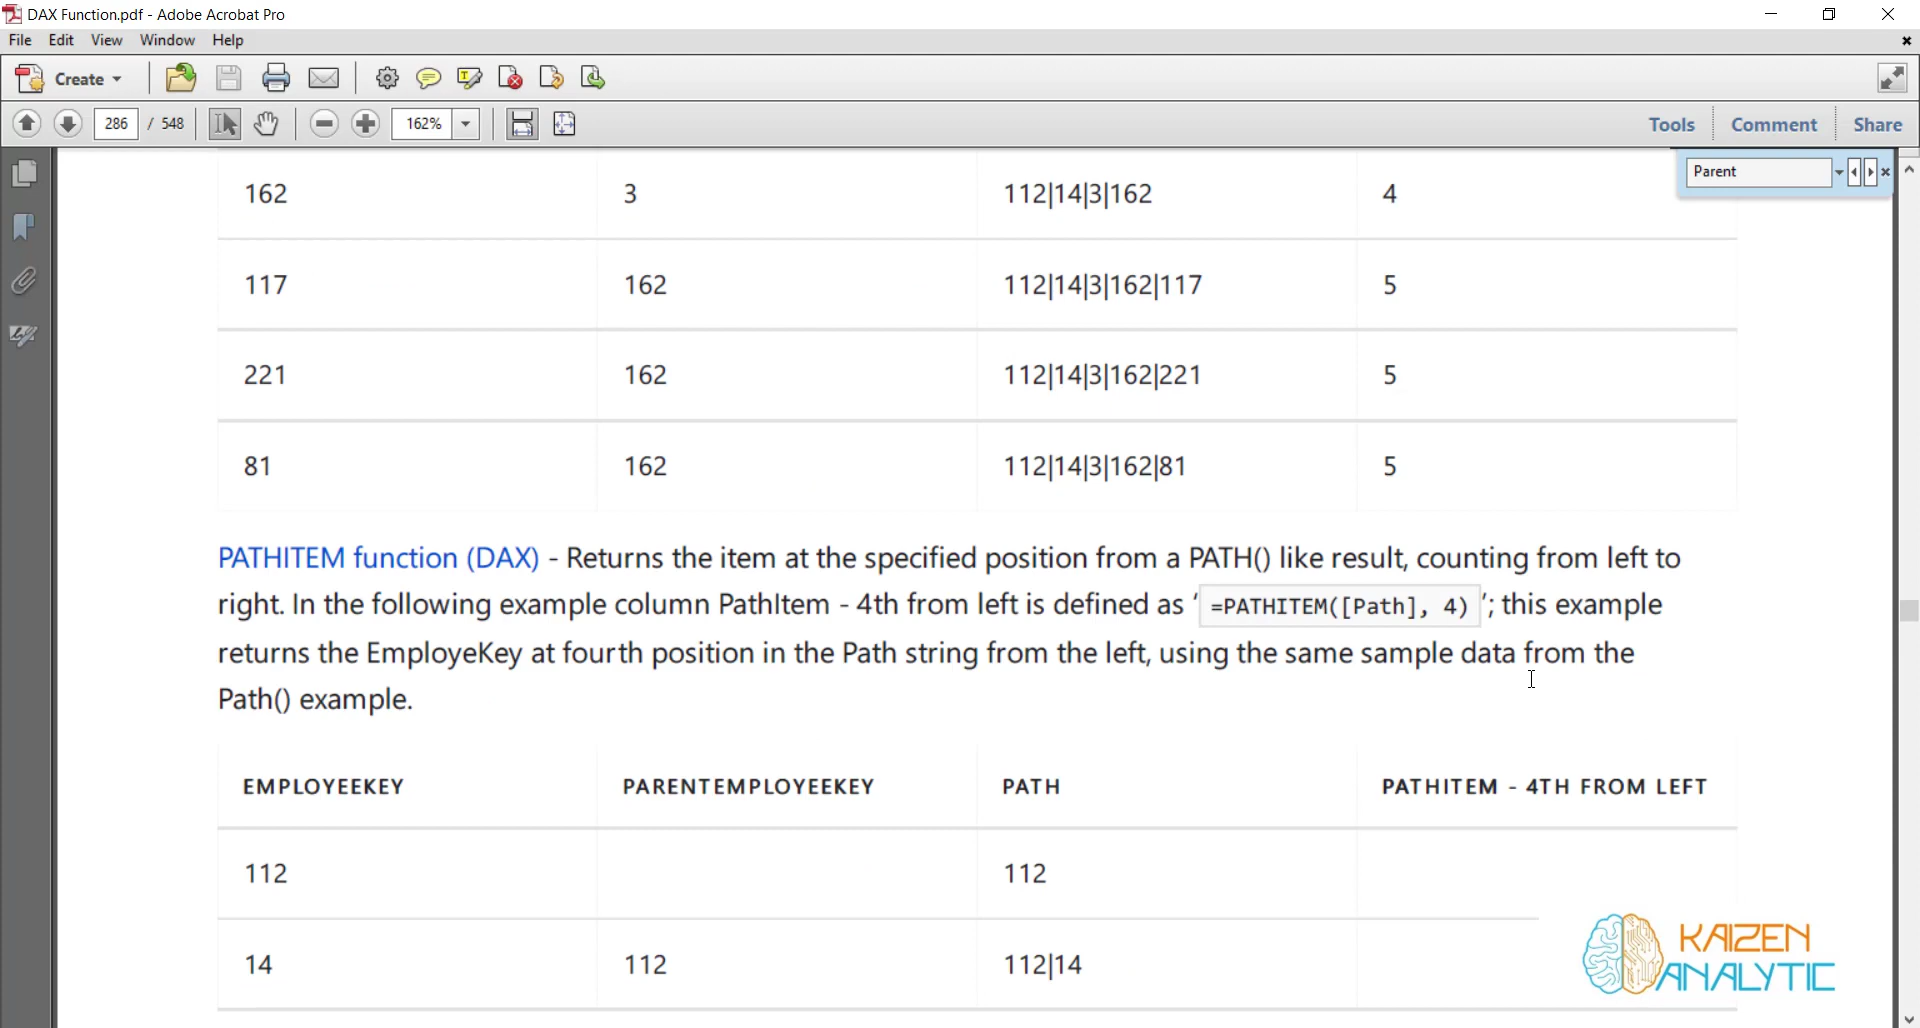 DAX Function.pdf - Adobe Acrobat Pro
File Edit View Window Help
Create
286 / 548 162% Tools Comment Share
Parent
162 3 112|14|3|162 4
117 162 112|14|3|162|117 5
221 162 112|14|3|162|221 5
81 162 112|14|3|162|81 5
PATHITEM function (DAX) - Returns the item at the specified position from a PATH() like result, counting from left to
right. In the following example column PathItem - 4th from left is defined as ' =PATHITEM([Path], 4) '; this example
returns the EmployeKey at fourth position in the Path string from the left, using the same sample data from the
Path() example.
EMPLOYEEKEY PARENTEMPLOYEEKEY PATH PATHITEM - 4TH FROM LEFT
112 112
14 112 112|14
KAIZEN
ANALYTIC